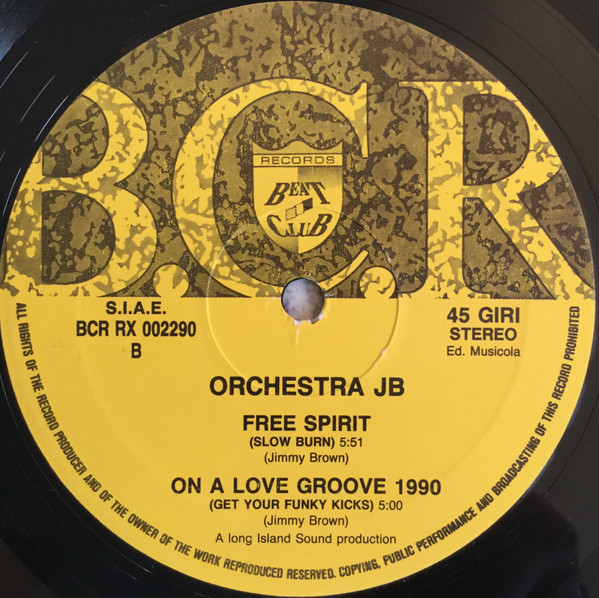 B.C.R
RECORDS
BEAT
CLUB
S.I.A.E.
BCR RX 002290
B
45 GIRI
STEREO
Ed. Musicola
ORCHESTRA JB
FREE SPIRIT
(SLOW BURN) 5:51
(Jimmy Brown)
ON A LOVE GROOVE 1990
(GET YOUR FUNKY KICKS) 5:00
(Jimmy Brown)
A long Island Sound production
ALL RIGHTS OF THE RECORD PRODUCER AND OF THE OWNER OF THE WORK REPRODUCED RESERVED. COPYING, PUBLIC PERFORMANCE AND BROADCASTING OF THIS RECORD PROHIBITED